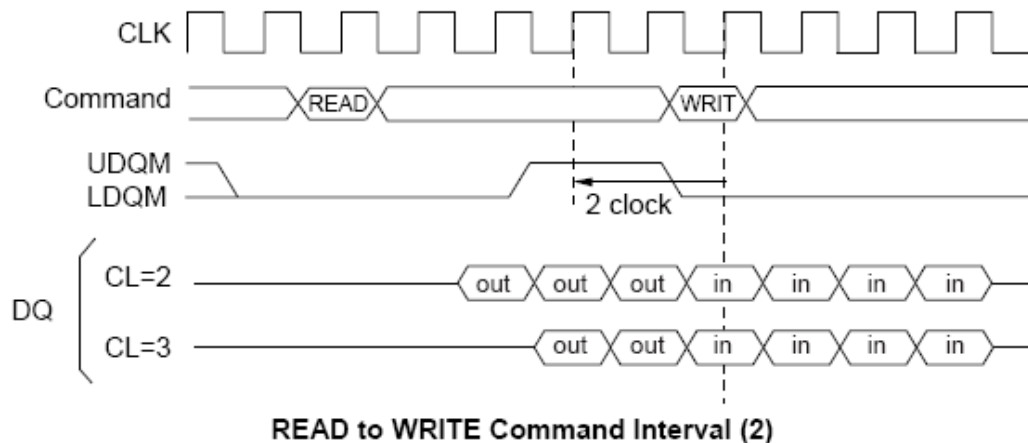 CLK
Command READ WRIT
UDQM
LDQM
2 clock
DQ
CL=2 out out out in in in in
CL=3 out out in in in in
READ to WRITE Command Interval (2)